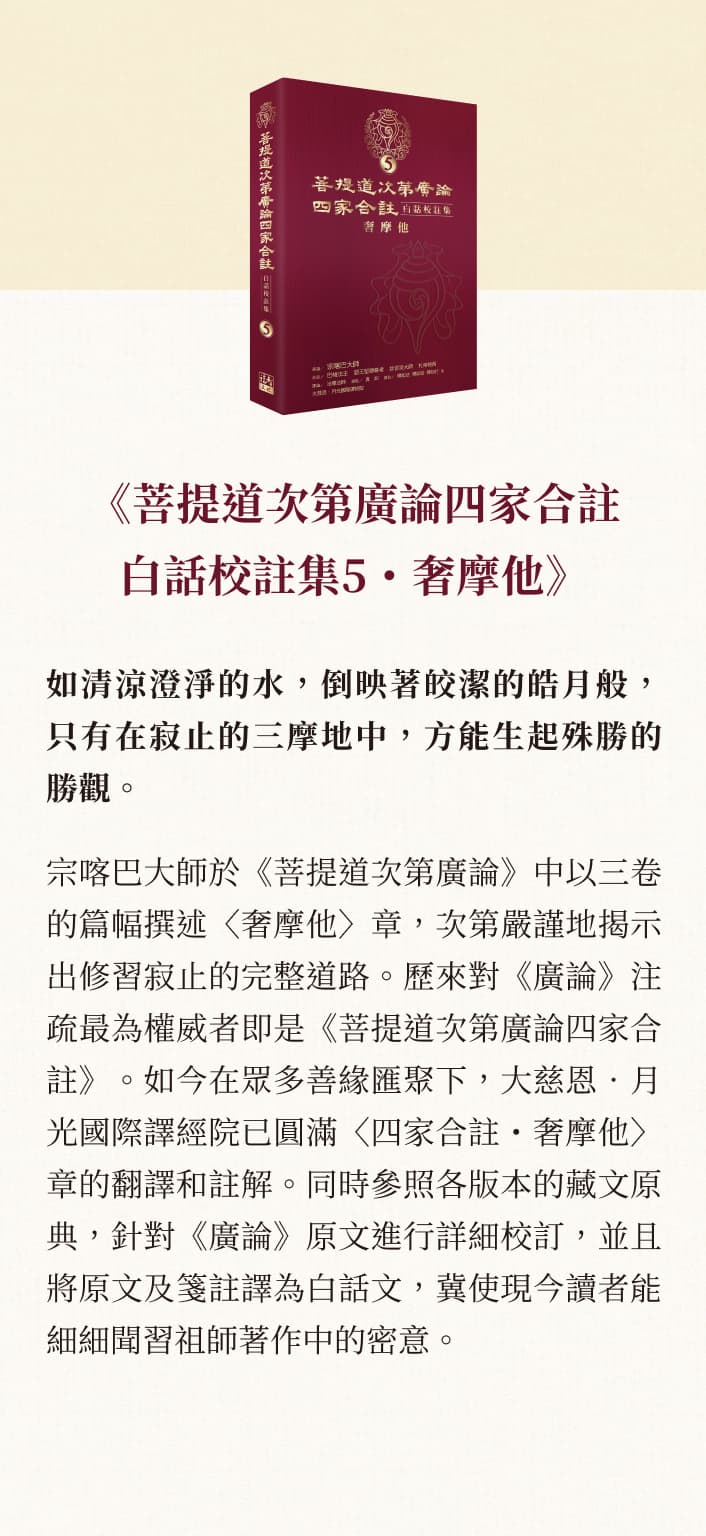 菩提道次第廣論四家合註
白話校註集
5
5
菩提道次第廣論
四家合註 白話校註集
奢摩他
宗喀巴大師
《菩提道次第廣論四家合註
白話校註集5・奢摩他》
如清涼澄淨的水，倒映著皎潔的皓月般，
只有在寂止的三摩地中，方能生起殊勝的
勝觀。
宗喀巴大師於《菩提道次第廣論》中以三卷
的篇幅撰述〈奢摩他〉章，次第嚴謹地揭示
出修習寂止的完整道路。歷來對《廣論》注
疏最為權威者即是《菩提道次第廣論四家合
註》。如今在眾多善緣匯聚下，大慈恩．月
光國際譯經院已圓滿〈四家合註・奢摩他〉
章的翻譯和註解。同時參照各版本的藏文原
典，針對《廣論》原文進行詳細校訂，並且
將原文及箋註譯為白話文，冀使現今讀者能
細細聞習祖師著作中的密意。